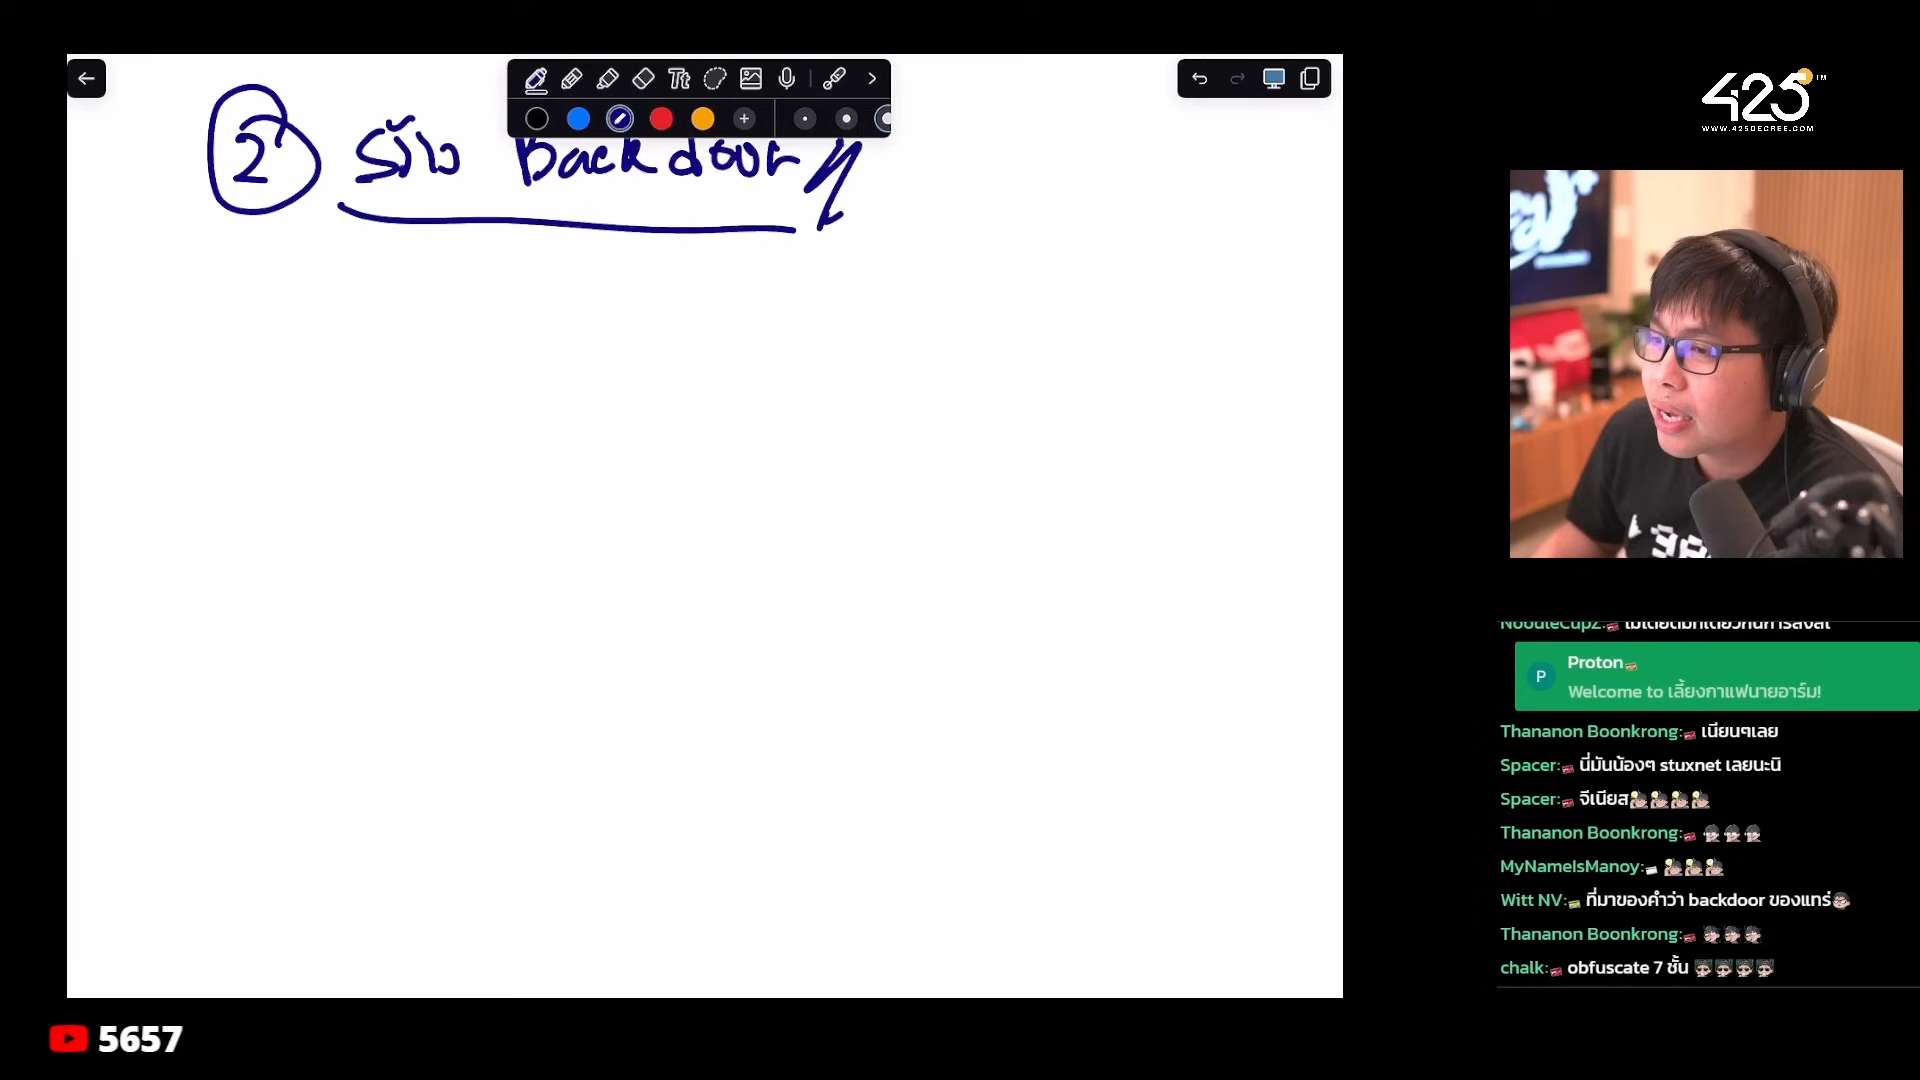 2 สร้าง Backdoor ๆ
Tt
425 TM
WWW.425DEGREE.COM
P Proton
Welcome to เลี้ยงกาแฟนายอาร์ม!
Thananon Boonkrong: เนียนๆเลย
Spacer: นี่มันน้องๆ stuxnet เลยนะนิ
Spacer: จีเนียส
Thananon Boonkrong:
MyNameIsManoy:
Witt NV: ที่มาของคำว่า backdoor ของแทร่
Thananon Boonkrong:
chalk: obfuscate 7 ชั้น
5657